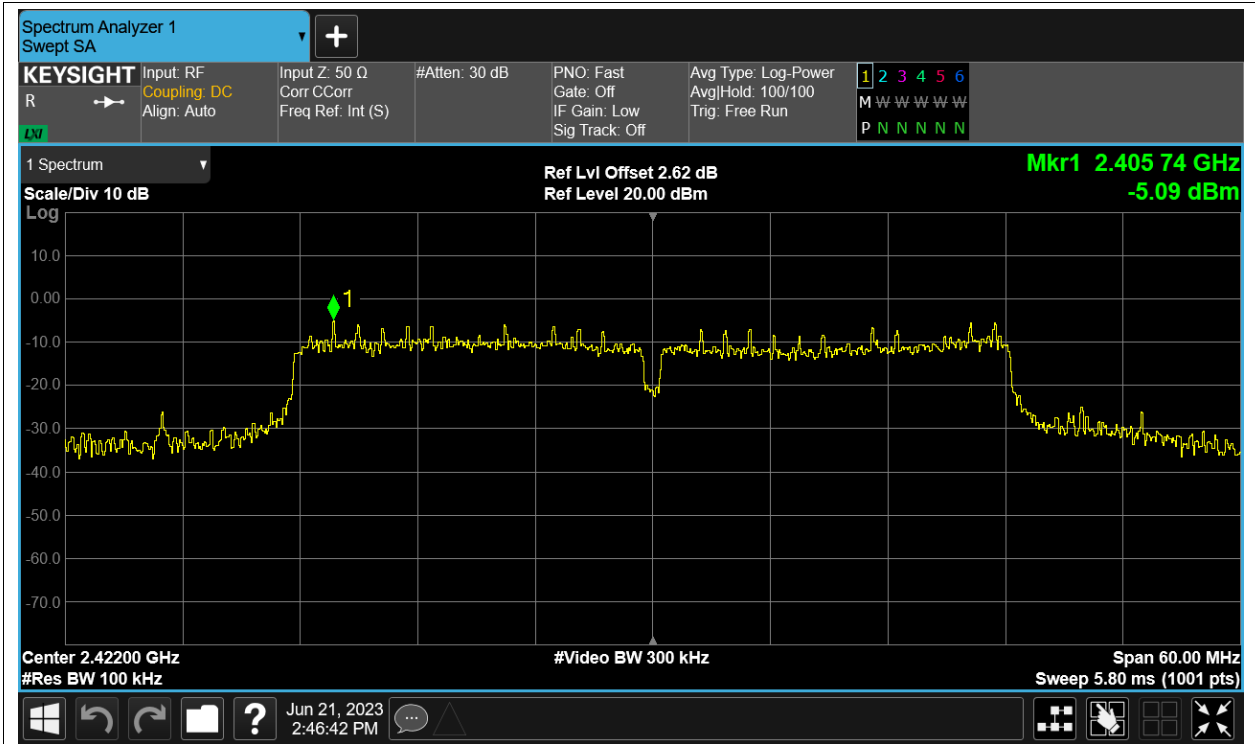 Spectrum Analyzer 1
Swept SA
KEYSIGHT
R
LXI
Input: RF
Coupling: DC
Align: Auto
Input Z: 50 Ω
Corr CCorr
Freq Ref: Int (S)
#Atten: 30 dB
PNO: Fast
Gate: Off
IF Gain: Low
Sig Track: Off
Avg Type: Log-Power
Avg|Hold: 100/100
Trig: Free Run
1 2 3 4 5 6
M W W W W W
P N N N N N
1 Spectrum
Scale/Div 10 dB
Ref Lvl Offset 2.62 dB
Ref Level 20.00 dBm
Mkr1 2.405 74 GHz
-5.09 dBm
Log
10.0
0.00
1
-10.0
-20.0
-30.0
-40.0
-50.0
-60.0
-70.0
Center 2.42200 GHz
#Res BW 100 kHz
#Video BW 300 kHz
Span 60.00 MHz
Sweep 5.80 ms (1001 pts)
?
Jun 21, 2023
2:46:42 PM